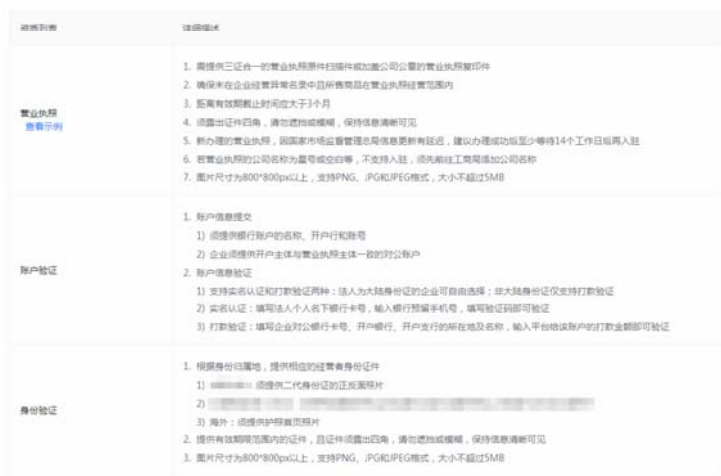 资质列表
详细描述
营业执照
查看示例
1. 需提供三证合一的营业执照原件扫描件或加盖公司公章的营业执照复印件
2. 确保未在企业经营异常名录中且所售商品在营业执照经营范围内
3. 距离有效期截止时间应大于3个月
4. 须露出证件四角，请勿遮挡或模糊，保持信息清晰可见
5. 新办理的营业执照，因国家市场监督管理总局信息更新有延迟，建议办理成功后至少等待14个工作日后再入驻
6. 若营业执照的公司名称为星号或空白等，不支持入驻，须先前往工商局添加公司名称
7. 图片尺寸为800*800px以上，支持PNG、JPG和JPEG格式，大小不超过5MB
账户验证
1. 账户信息提交
1) 须提供银行账户的名称、开户行和账号
2) 企业须提供开户主体与营业执照主体一致的对公账户
2. 账户信息验证
1) 支持实名认证和打款验证两种：法人为大陆身份证的企业可自由选择；非大陆身份证仅支持打款验证
2) 实名认证：填写法人个人名下银行卡号，输入银行预留手机号，填写验证码即可验证
3) 打款验证：填写企业对公银行卡号、开户银行、开户支行的所在地及名称，输入平台给该账户的打款金额即可验证
身份验证
1. 根据身份归属地，提供相应的经营者身份证件
1) 须提供二代身份证的正反面照片
2)
3) 海外：须提供护照首页照片
2. 提供有效期限范围内的证件，且证件须露出四角，请勿遮挡或模糊，保持信息清晰可见
3. 图片尺寸为800*800px以上，支持PNG、JPG和JPEG格式，大小不超过5MB